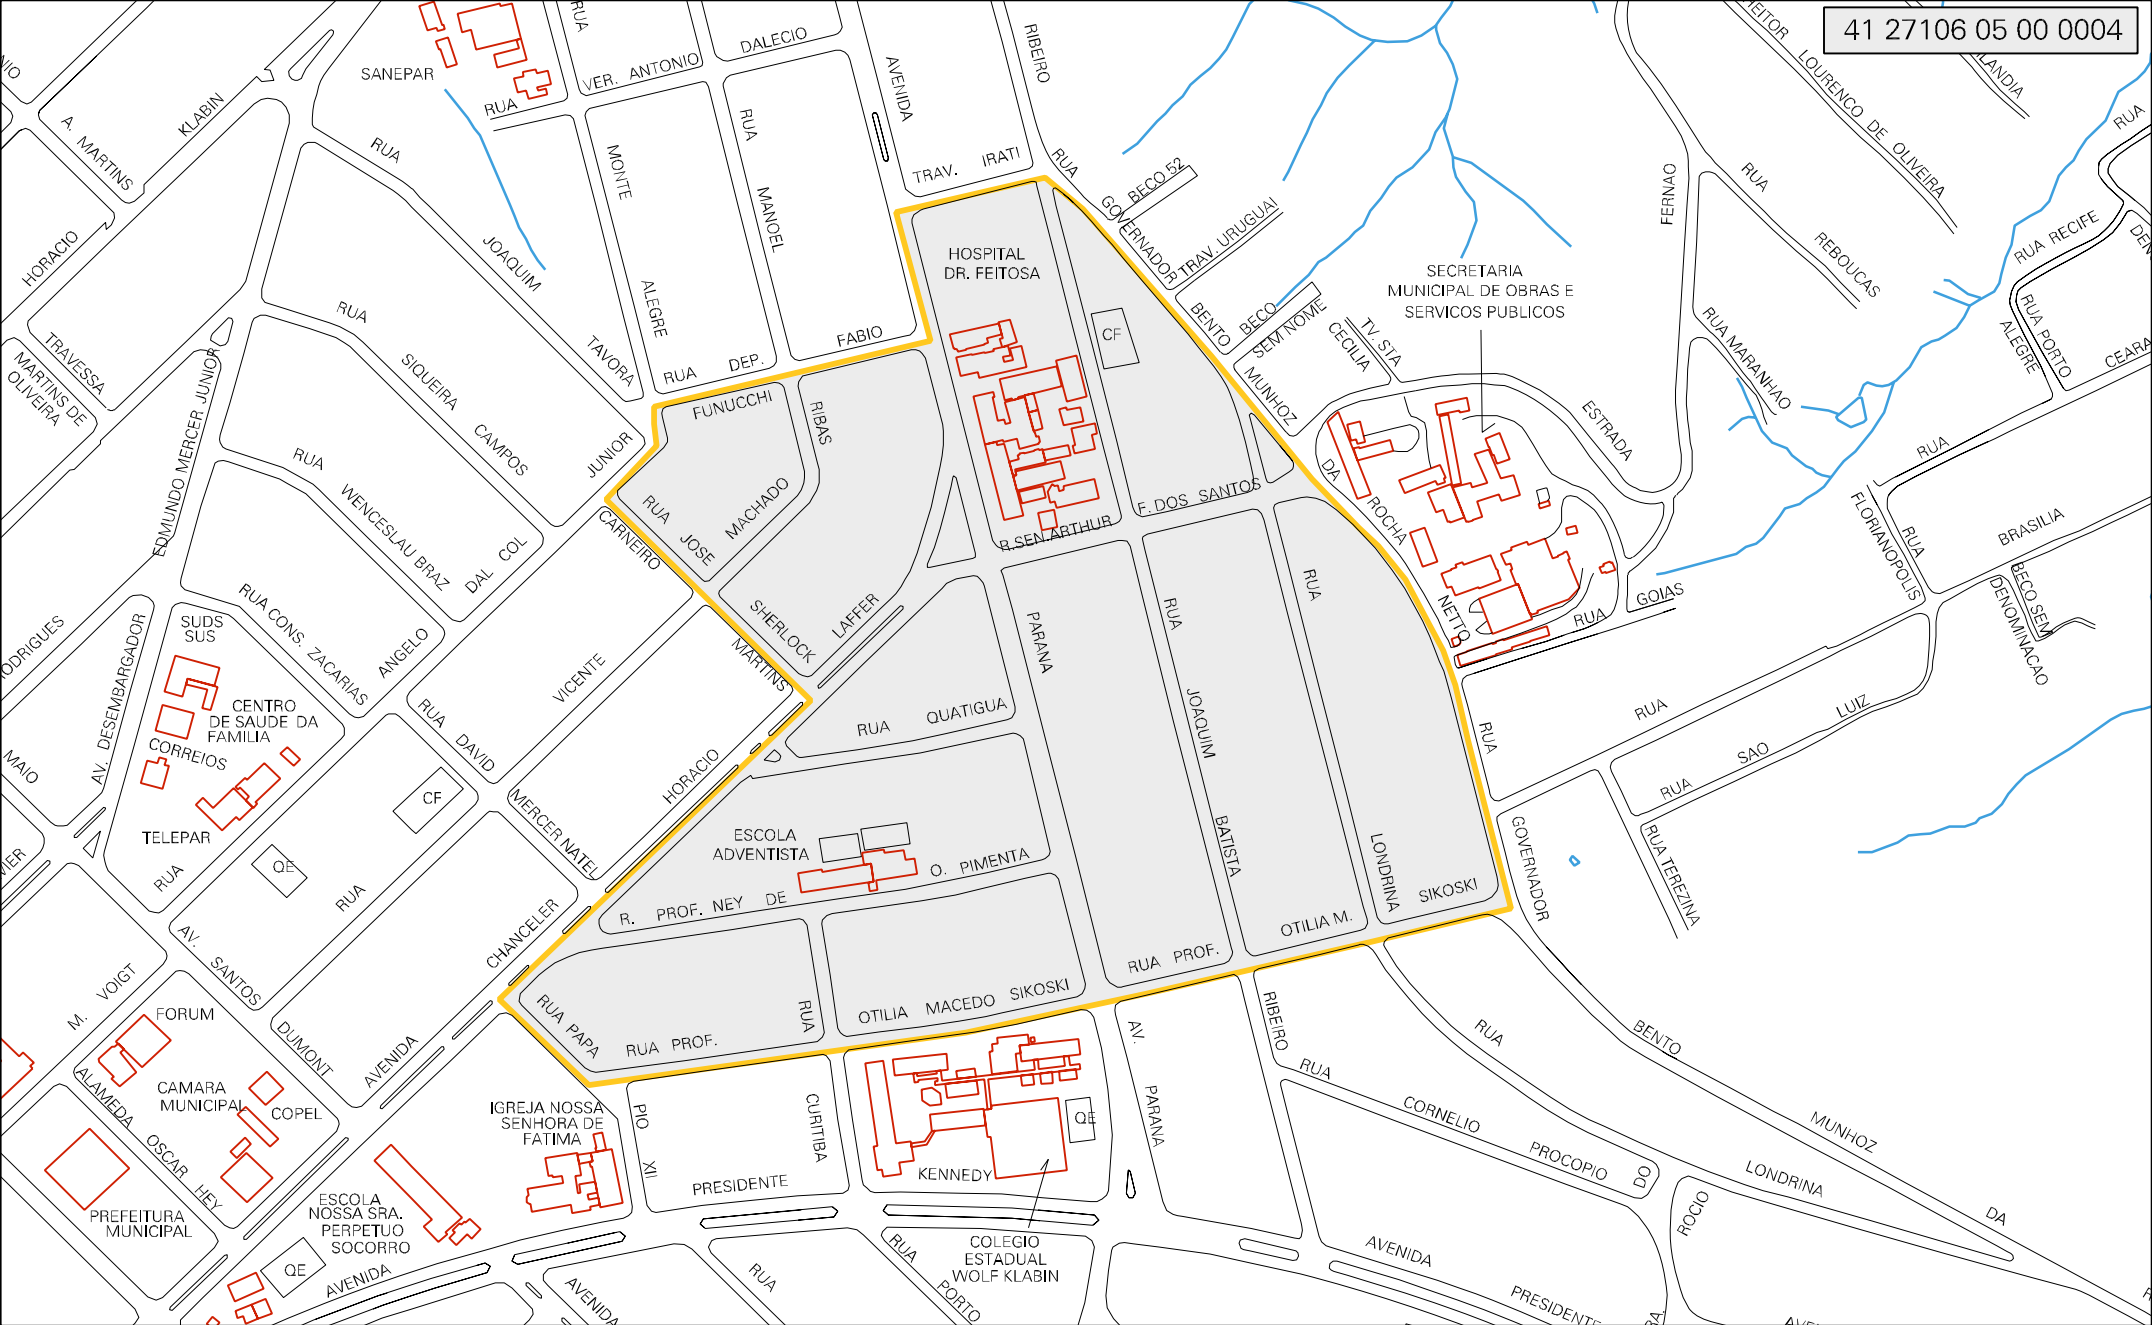 41 27106 05 00 0004
SANEPAR
RUA
VER. ANTONIO
DALECIO
RUA
AVENIDA
RIBEIRO
HEITOR
LOURENCO DE OLIVEIRA
RUA
A. MARTINS
KLABIN
HORACIO
RUA
JOAQUIM
TAVORA
MONTE
ALEGRE
RUA
MANOEL
RIBAS
TRAV. IRATI
RUA
GOVERNADOR
BENTO
MUNHOZ
DA
ROCHA
NETTO
BECO 52
TRAV. URUGUAI
BECO
SEM NOME
TV. STA
CECILIA
FERNAO
RUA
REBOUCAS
RUA MARANHAO
RUA RECIFE
RUA PORTO
ALEGRE
CEARA
HOSPITAL
DR. FEITOSA
CF
SECRETARIA
MUNICIPAL DE OBRAS E
SERVICOS PUBLICOS
ESTRADA
RUA
FLORIANOPOLIS
RUA
BRASILIA
BECO SEM
DENOMINACAO
TRAVESSA
MARTINS DE
OLIVEIRA
EDMUNDO MERCER JUNIOR
RUA
SIQUEIRA
CAMPOS
RUA
WENCESLAU BRAZ
RUA CONS. ZACARIAS
ANGELO
DAL COL
JUNIOR
RUA DEP.
FABIO
FUNUCCHI
RUA
JOSE
MACHADO
CARNEIRO
MARTINS
SHERLOCK
LAFFER
R.SEN.ARTHUR
F. DOS SANTOS
PARANA
RUA
JOAQUIM
BATISTA
RUA
LONDRINA
RUA
GOIAS
RUA
RUA
SAO
LUIZ
RUA
RUA TEREZINA
RUA
GOVERNADOR
RODRIGUES
MAIO
AV. DESEMBARGADOR
SUDS
SUS
CENTRO
DE SAUDE DA
FAMILIA
CORREIOS
TELEPAR
RUA
VICENTE
RUA
DAVID
MERCER NATEL
CF
QE
RUA
HORACIO
CHANCELER
AVENIDA
RUA QUATIGUA
ESCOLA
ADVENTISTA
R. PROF. NEY DE
O. PIMENTA
RUA PAPA
RUA PROF.
RUA
OTILIA MACEDO SIKOSKI
RUA PROF.
OTILIA M.
SIKOSKI
M. VOIGT
AV.
SANTOS
DUMONT
FORUM
CAMARA
MUNICIPAL
COPEL
ALAMEDA
OSCAR
HEY
PREFEITURA
MUNICIPAL
ESCOLA
NOSSA SRA.
PERPETUO
SOCORRO
QE
AVENIDA
IGREJA NOSSA
SENHORA DE
FATIMA
PIO
XII
CURITIBA
PRESIDENTE
KENNEDY
QE
COLEGIO
ESTADUAL
WOLF KLABIN
AVENIDA
RUA
RUA
PORTO
AV.
PARANA
RIBEIRO
RUA
CORNELIO
PROCOPIO
RUA
LONDRINA
DO
ROCIO
BENTO
MUNHOZ
DA
AVENIDA
PRESIDENTE